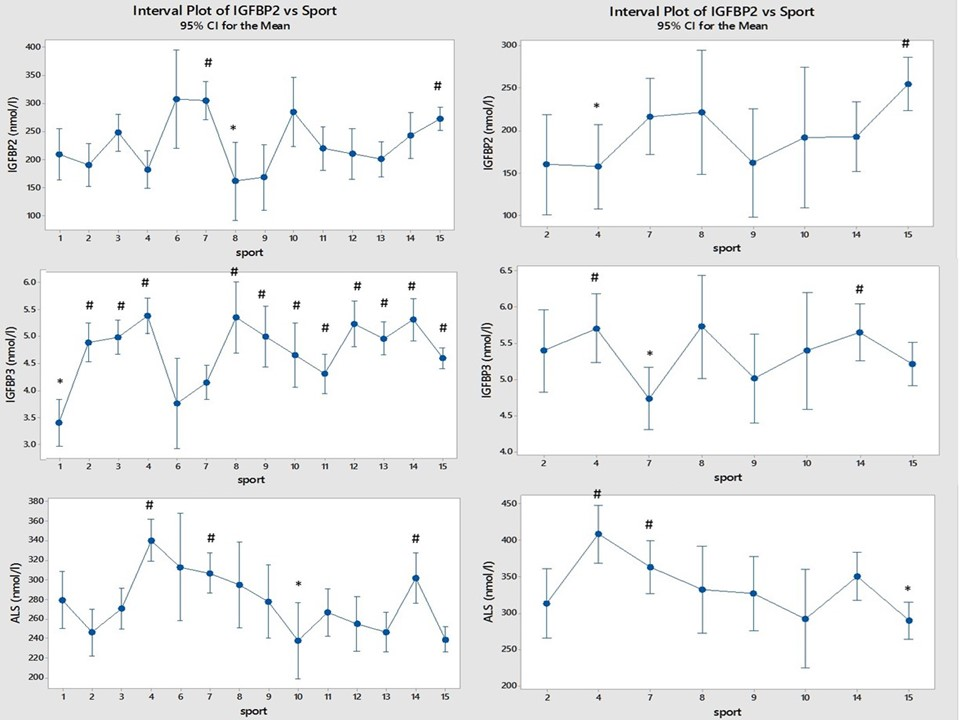 Interval Plot of IGFBP2 vs Sport
95% CI for the Mean
400
350
300
250
200
150
100
IGFBP2 (nmol/l)
#
*
#
1 2 3 4 6 7 8 9 10 11 12 13 14 15
sport
Interval Plot of IGFBP2 vs Sport
95% CI for the Mean
300
250
200
150
100
IGFBP2 (nmol/l)
*
#
2 4 7 8 9 10 14 15
sport
6.0
5.5
5.0
4.5
4.0
3.5
3.0
IGFBP3 (nmol/l)
* # # # # # # # # # # #
1 2 3 4 6 7 8 9 10 11 12 13 14 15
sport
6.5
6.0
5.5
5.0
4.5
4.0
IGFBP3 (nmol/l)
# * #
2 4 7 8 9 10 14 15
sport
380
360
340
320
300
280
260
240
220
200
ALS (nmol/l)
# # * #
1 2 3 4 6 7 8 9 10 11 12 13 14 15
sport
450
400
350
300
250
200
ALS (nmol/l)
# # *
2 4 7 8 9 10 14 15
sport